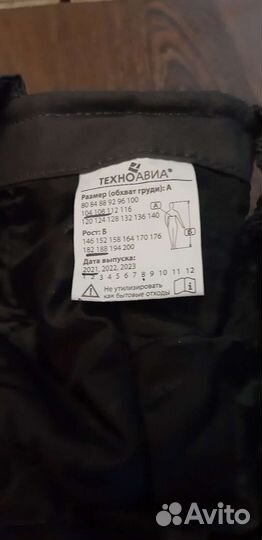 ТЕХНОАВИА®
Размер (обхват груди): А
80 84 88 92 96 100
104 108 112 116
120 124 128 132 136 140
А
Рост: Б
146 152 158 164 170 176
182 188 194 200
Б
Дата выпуска:
2021, 2022, 2023
1 2 3 4 5 6 7 8 9 10 11 12
Не утилизировать
как бытовые отходы
i
Avito